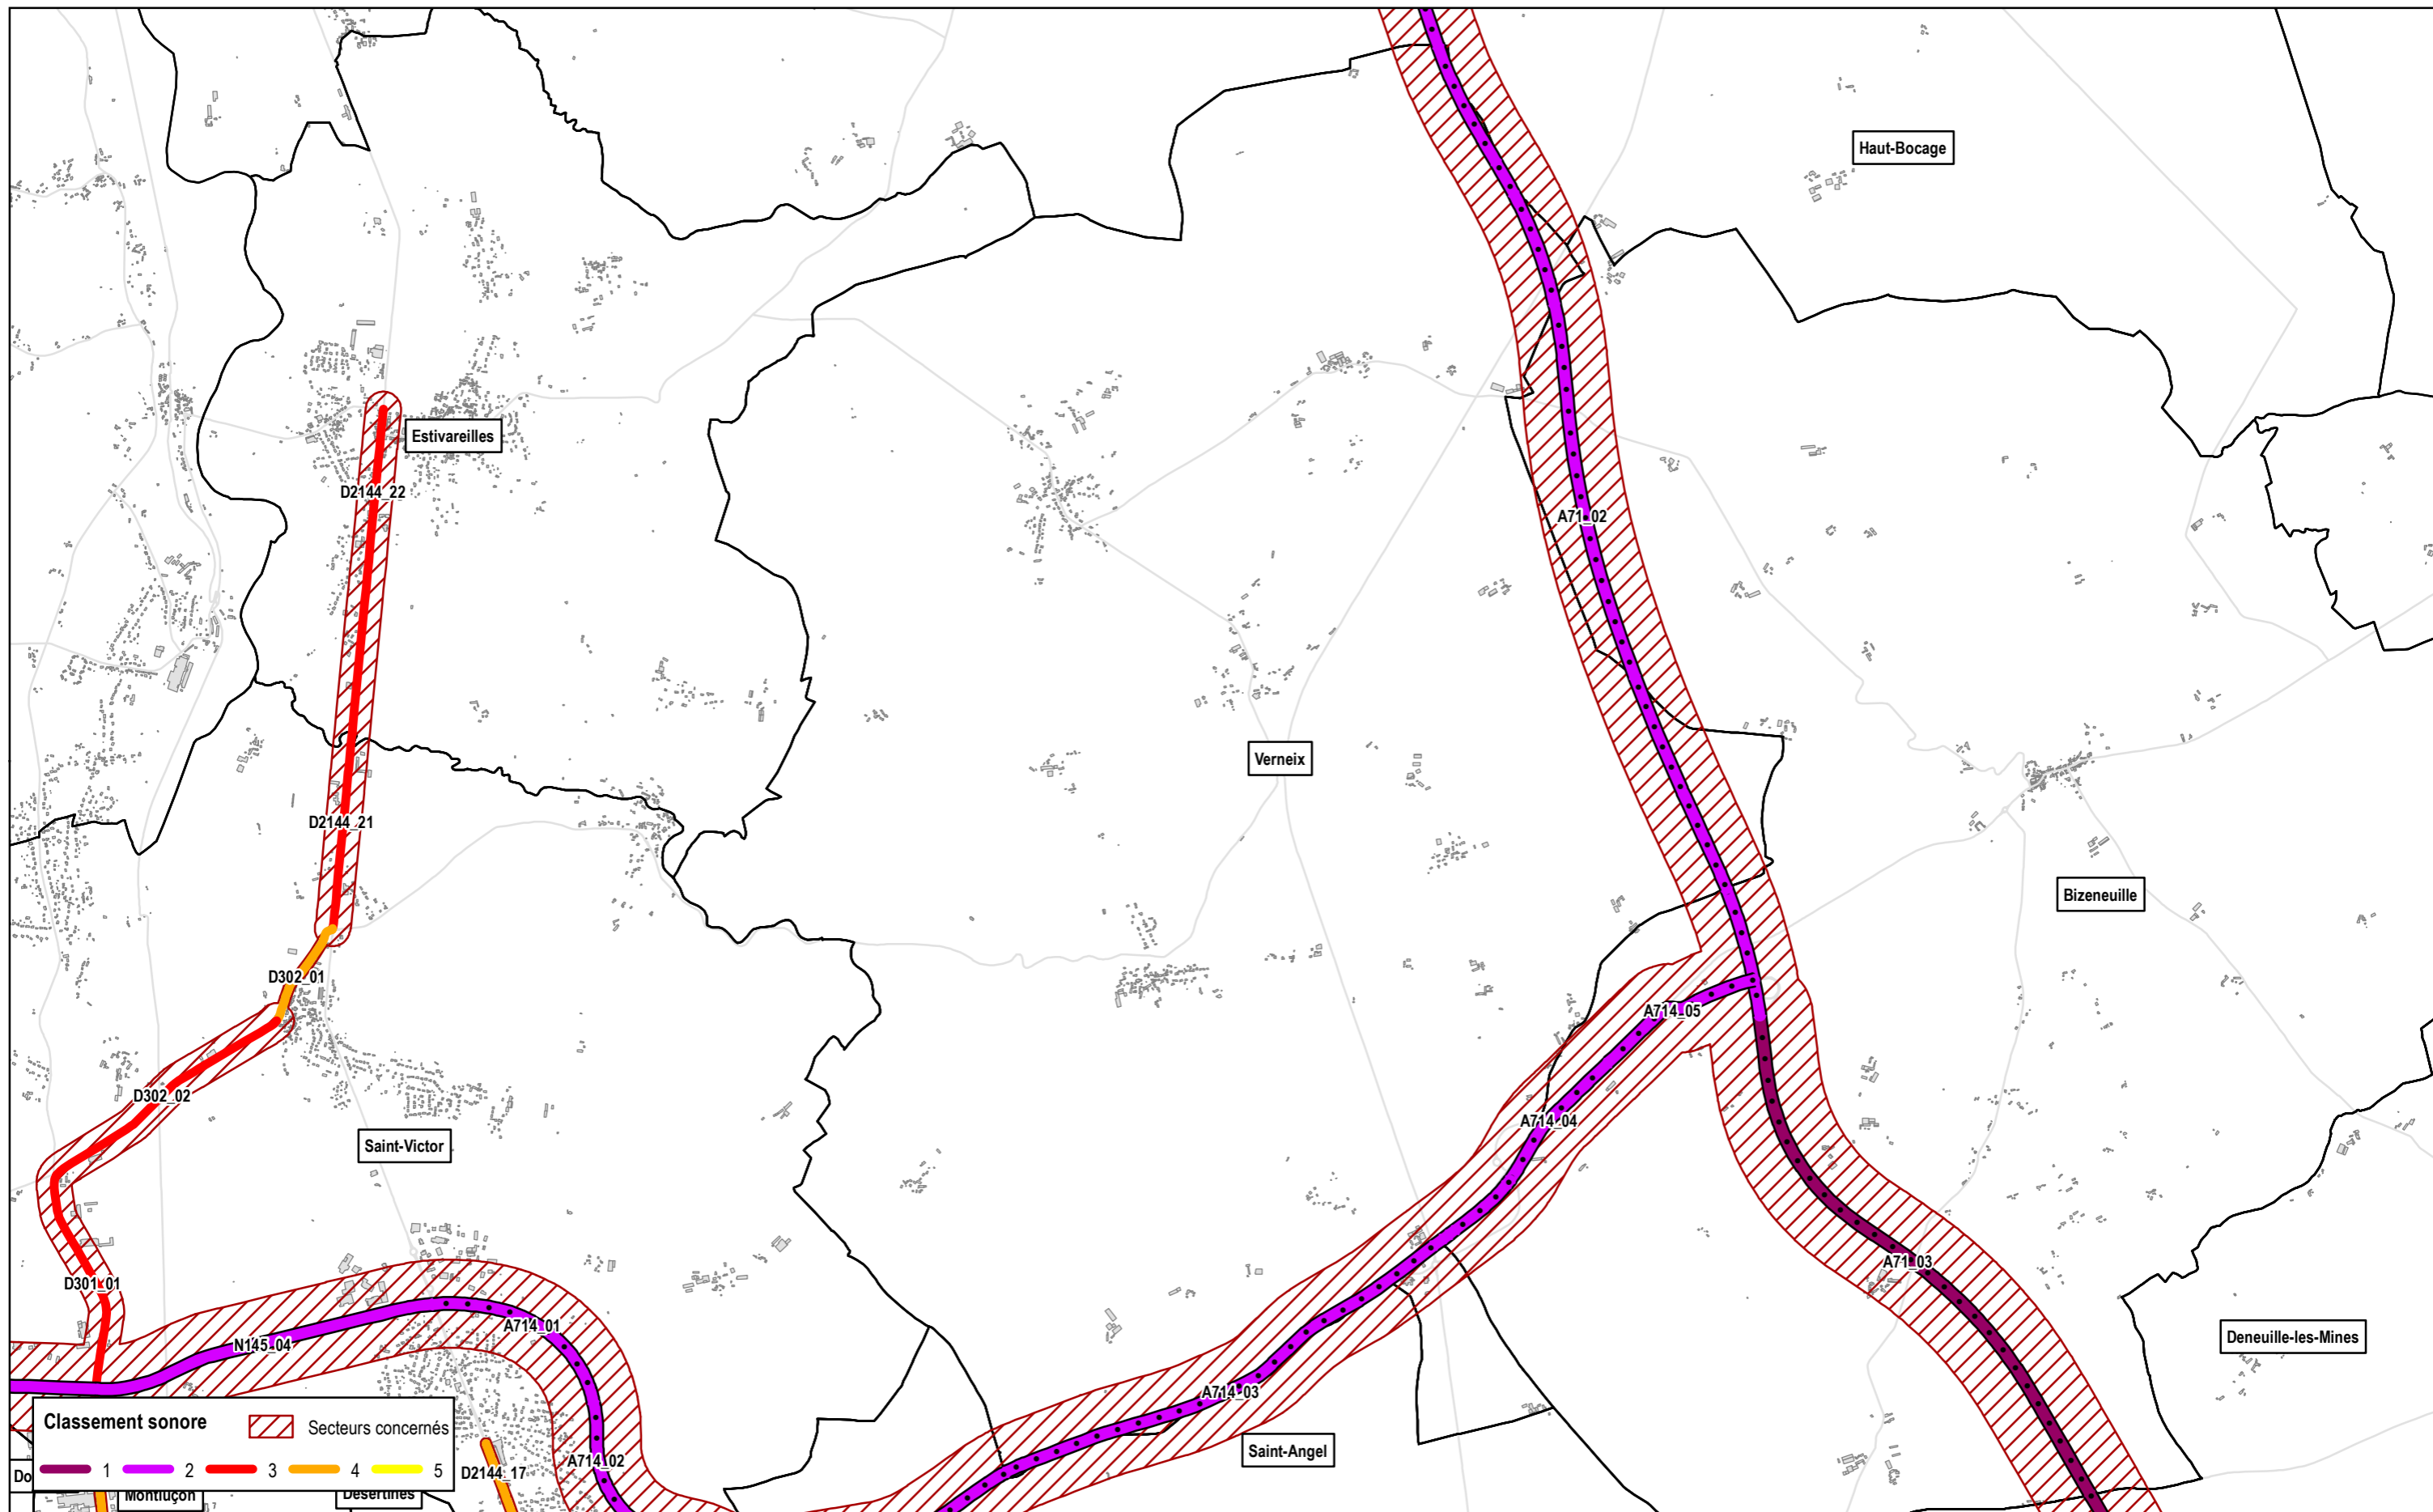 Haut-Bocage
Estivareilles
D2144_22
A71_02
Verneix
D2144_21
Bizeneuille
D302_01
A714_05
D302_02
A714_04
Saint-Victor
A71_03
D301_01
A714_01
N145_04
Deneuille-les-Mines
A714_03
Classement sonore
Secteurs concernés
Saint-Angel
A714_02
D2144_17
1 2 3 4 5
Do
Montluçon
Désertines